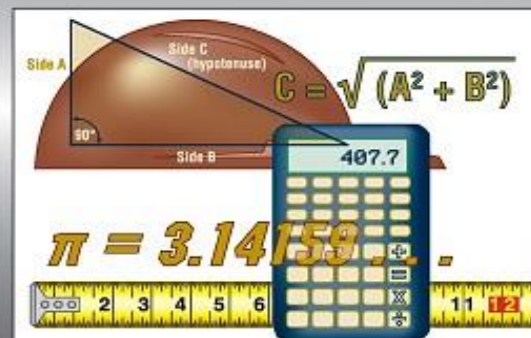 Side A
Side C
(hypotenuse)
C = √(A² + B²)
90°
Side B
407.7
π = 3.14159 . . .
+
=
X
÷
2 3 4 5 6 11 12